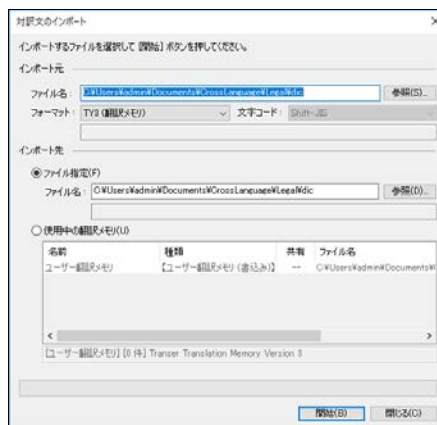 対訳文のインポート
インポートするファイルを選択して [開始] ボタンを押してください。
インポート元
ファイル名: C:¥Users¥admin¥Documents¥CrossLanguage¥Legal¥dic 参照(S)...
フォーマット: TY3 (翻訳メモリ) 文字コード: Shift-JIS
インポート先
ファイル指定(F)
ファイル名: C:¥Users¥admin¥Documents¥CrossLanguage¥Legal¥dic 参照(D)...
使用中の翻訳メモリ(U)
名前 種類 共有 ファイル名
ユーザー翻訳メモリ 【ユーザー翻訳メモリ (書込み)】 -- C:¥Users¥admin¥Documents¥
[ユーザー翻訳メモリ] [0 件] Transer Translation Memory Version 3
開始(B) 閉じる(C)